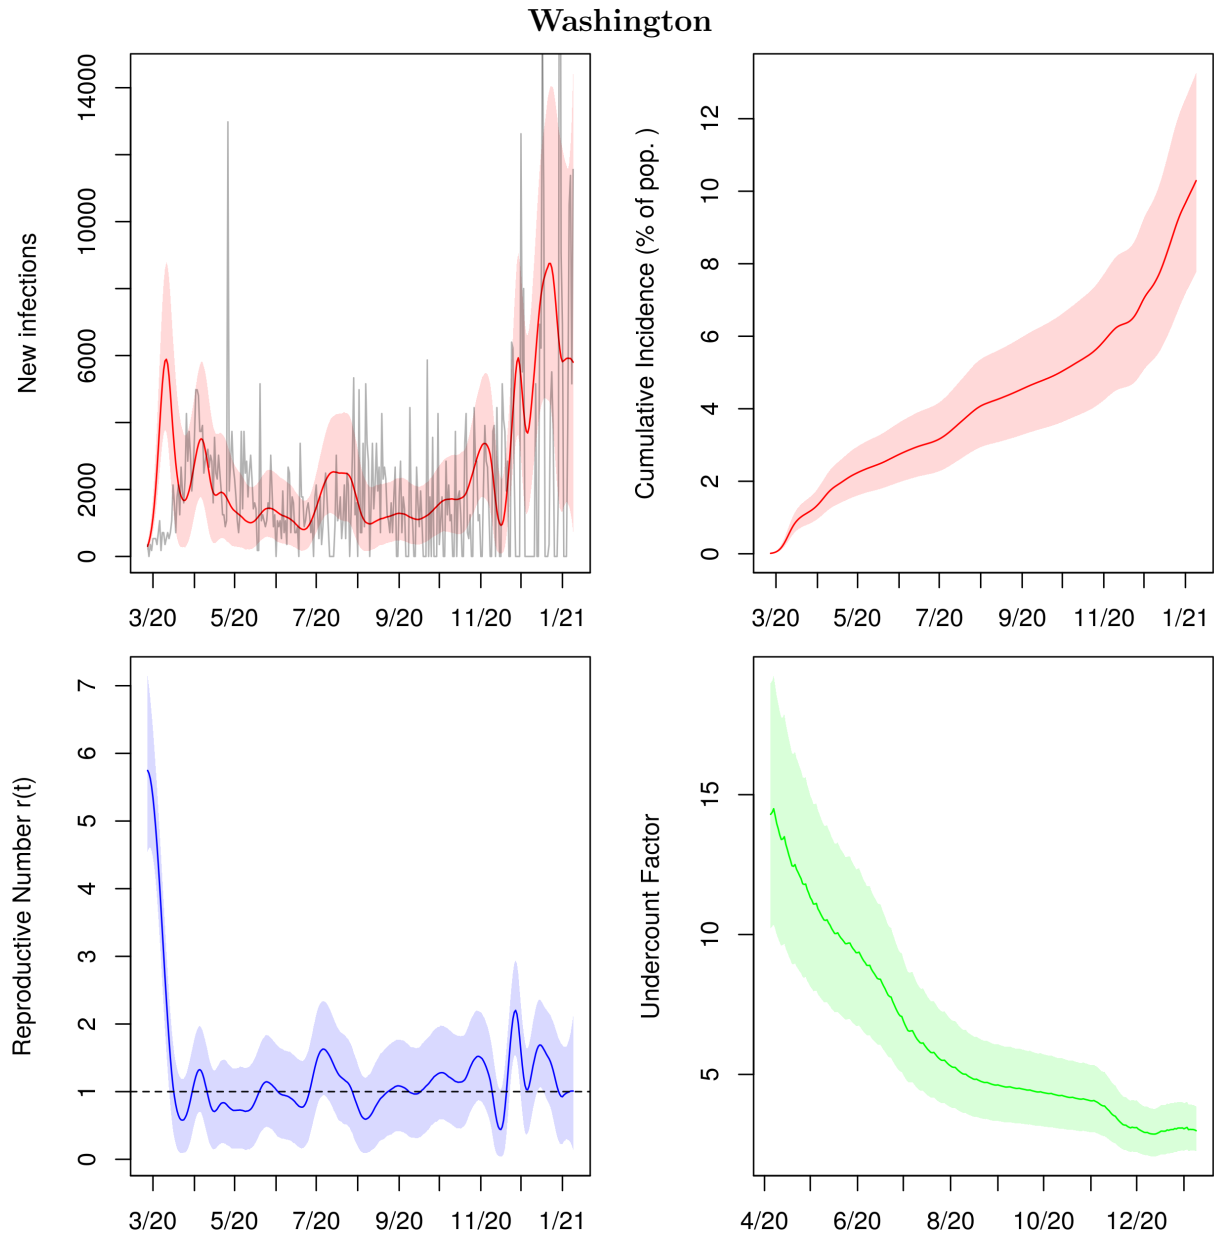 Washington
New infections
14000
10000
6000
2000
0
3/20 5/20 7/20 9/20 11/20 1/21
Cumulative Incidence (% of pop. )
12
10
8
6
4
2
0
3/20 5/20 7/20 9/20 11/20 1/21
Reproductive Number r(t)
7
6
5
4
3
2
1
0
3/20 5/20 7/20 9/20 11/20 1/21
Undercount Factor
15
10
5
4/20 6/20 8/20 10/20 12/20